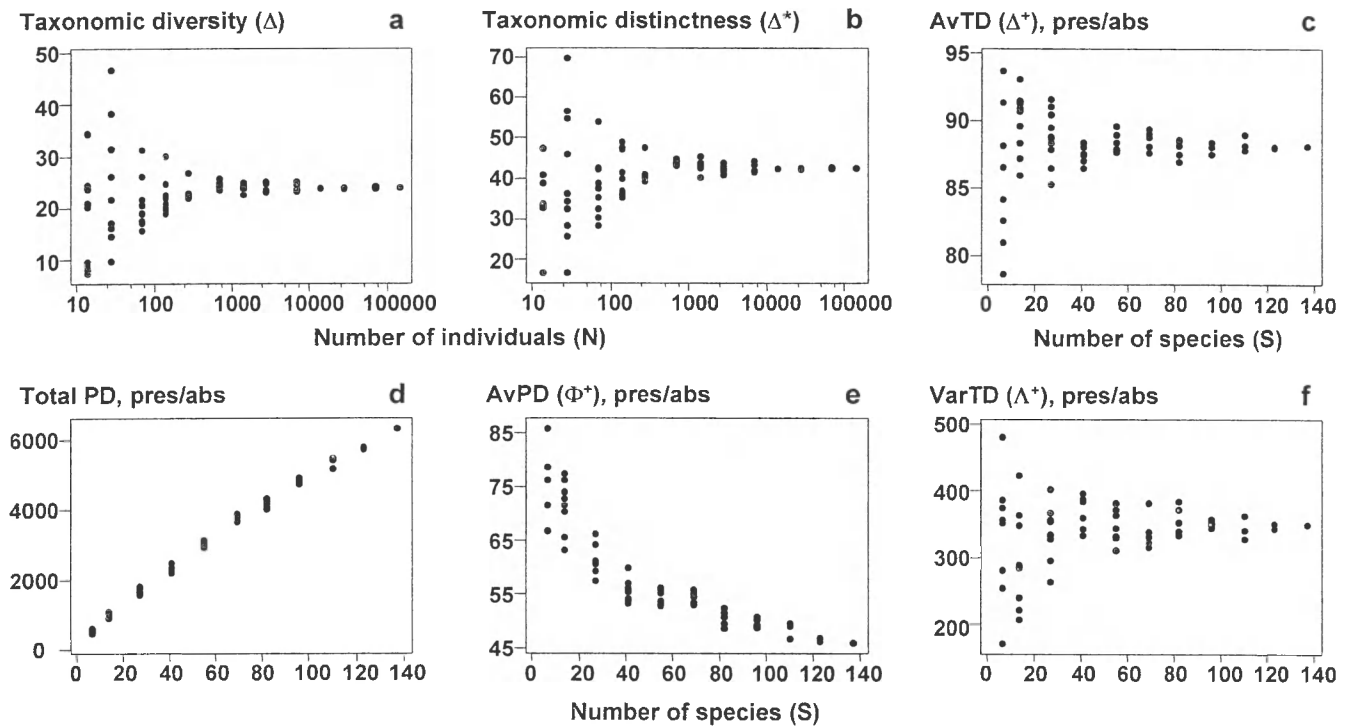 Taxonomic diversity (Δ) a
50
40
30
20
10
10 100 1000 10000 100000
Taxonomic distinctness (Δ*) b
70
60
50
40
30
20
10 100 1000 10000 100000
Number of individuals (N)
AvTD (Δ⁺), pres/abs c
95
90
85
80
0 20 40 60 80 100 120 140
Number of species (S)
Total PD, pres/abs d
6000
4000
2000
0
0 20 40 60 80 100 120 140
AvPD (Φ⁺), pres/abs e
85
75
65
55
45
0 20 40 60 80 100 120 140
Number of species (S)
VarTD (Λ⁺), pres/abs f
500
400
300
200
0 20 40 60 80 100 120 140